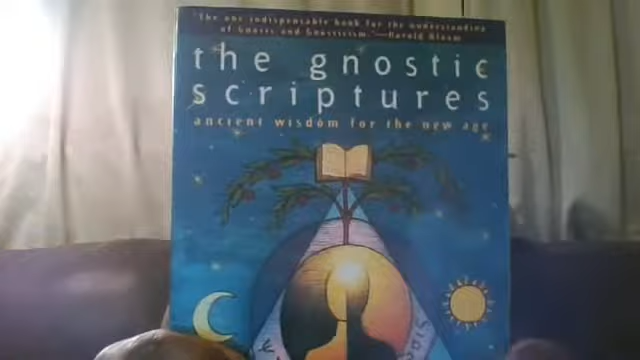 "The one indispensable book for the understanding
of Gnosis and Gnosticism."—Harold Bloom
the gnostic
scriptures
ancient wisdom for the new age